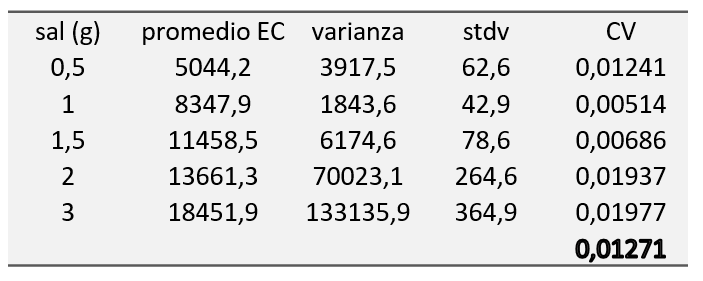 sal (g) promedio EC varianza stdv CV
0,5 5044,2 3917,5 62,6 0,01241
1 8347,9 1843,6 42,9 0,00514
1,5 11458,5 6174,6 78,6 0,00686
2 13661,3 70023,1 264,6 0,01937
3 18451,9 133135,9 364,9 0,01977
0,01271